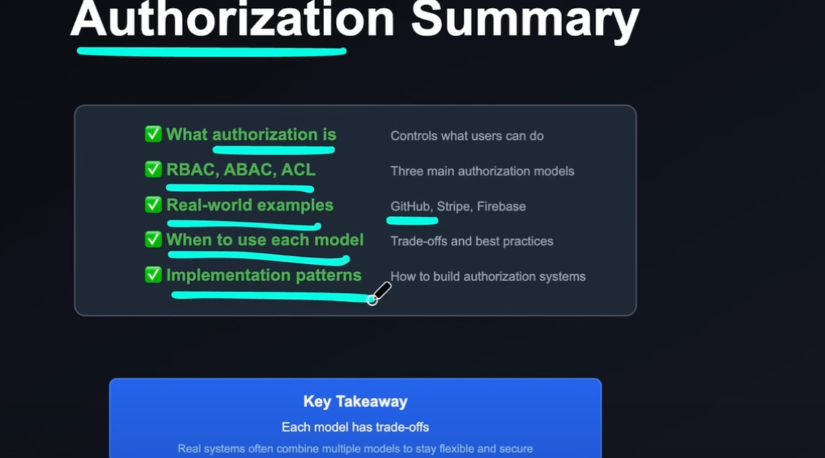 Authorization Summary
✅ What authorization is Controls what users can do
✅ RBAC, ABAC, ACL Three main authorization models
✅ Real-world examples GitHub, Stripe, Firebase
✅ When to use each model Trade-offs and best practices
✅ Implementation patterns How to build authorization systems
Key Takeaway
Each model has trade-offs
Real systems often combine multiple models to stay flexible and secure